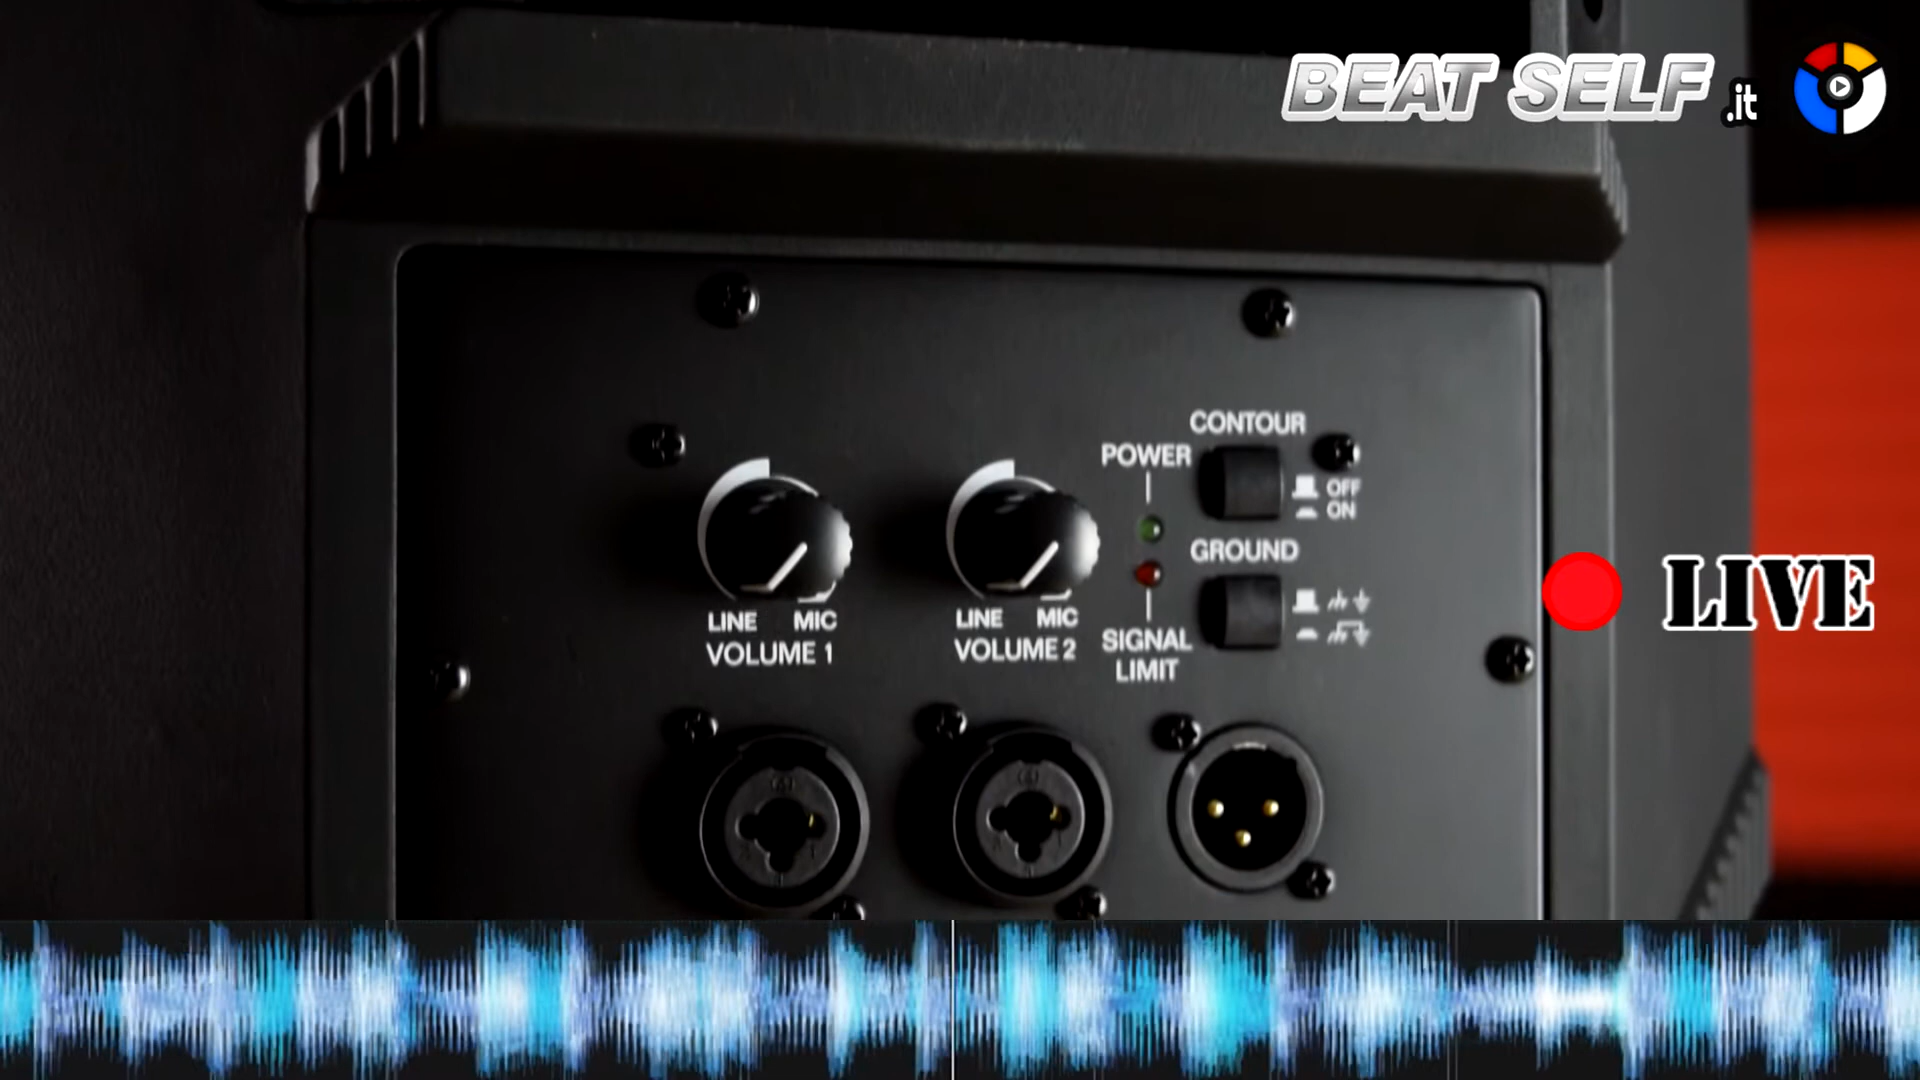 BEAT SELF .it
CONTOUR
POWER
OFF
ON
GROUND
LINE MIC
VOLUME 1
LINE MIC
VOLUME 2
SIGNAL
LIMIT
LIVE